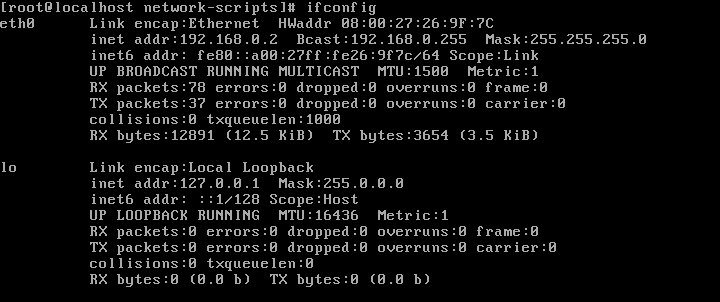 [root@localhost network-scripts]# ifconfig
eth0      Link encap:Ethernet  HWaddr 08:00:27:26:9F:7C
          inet addr:192.168.0.2  Bcast:192.168.0.255  Mask:255.255.255.0
          inet6 addr: fe80::a00:27ff:fe26:9f7c/64 Scope:Link
          UP BROADCAST RUNNING MULTICAST  MTU:1500  Metric:1
          RX packets:78 errors:0 dropped:0 overruns:0 frame:0
          TX packets:37 errors:0 dropped:0 overruns:0 carrier:0
          collisions:0 txqueuelen:1000
          RX bytes:12891 (12.5 KiB)  TX bytes:3654 (3.5 KiB)
lo        Link encap:Local Loopback
          inet addr:127.0.0.1  Mask:255.0.0.0
          inet6 addr: ::1/128 Scope:Host
          UP LOOPBACK RUNNING  MTU:16436  Metric:1
          RX packets:0 errors:0 dropped:0 overruns:0 frame:0
          TX packets:0 errors:0 dropped:0 overruns:0 carrier:0
          collisions:0 txqueuelen:0
          RX bytes:0 (0.0 b)  TX bytes:0 (0.0 b)